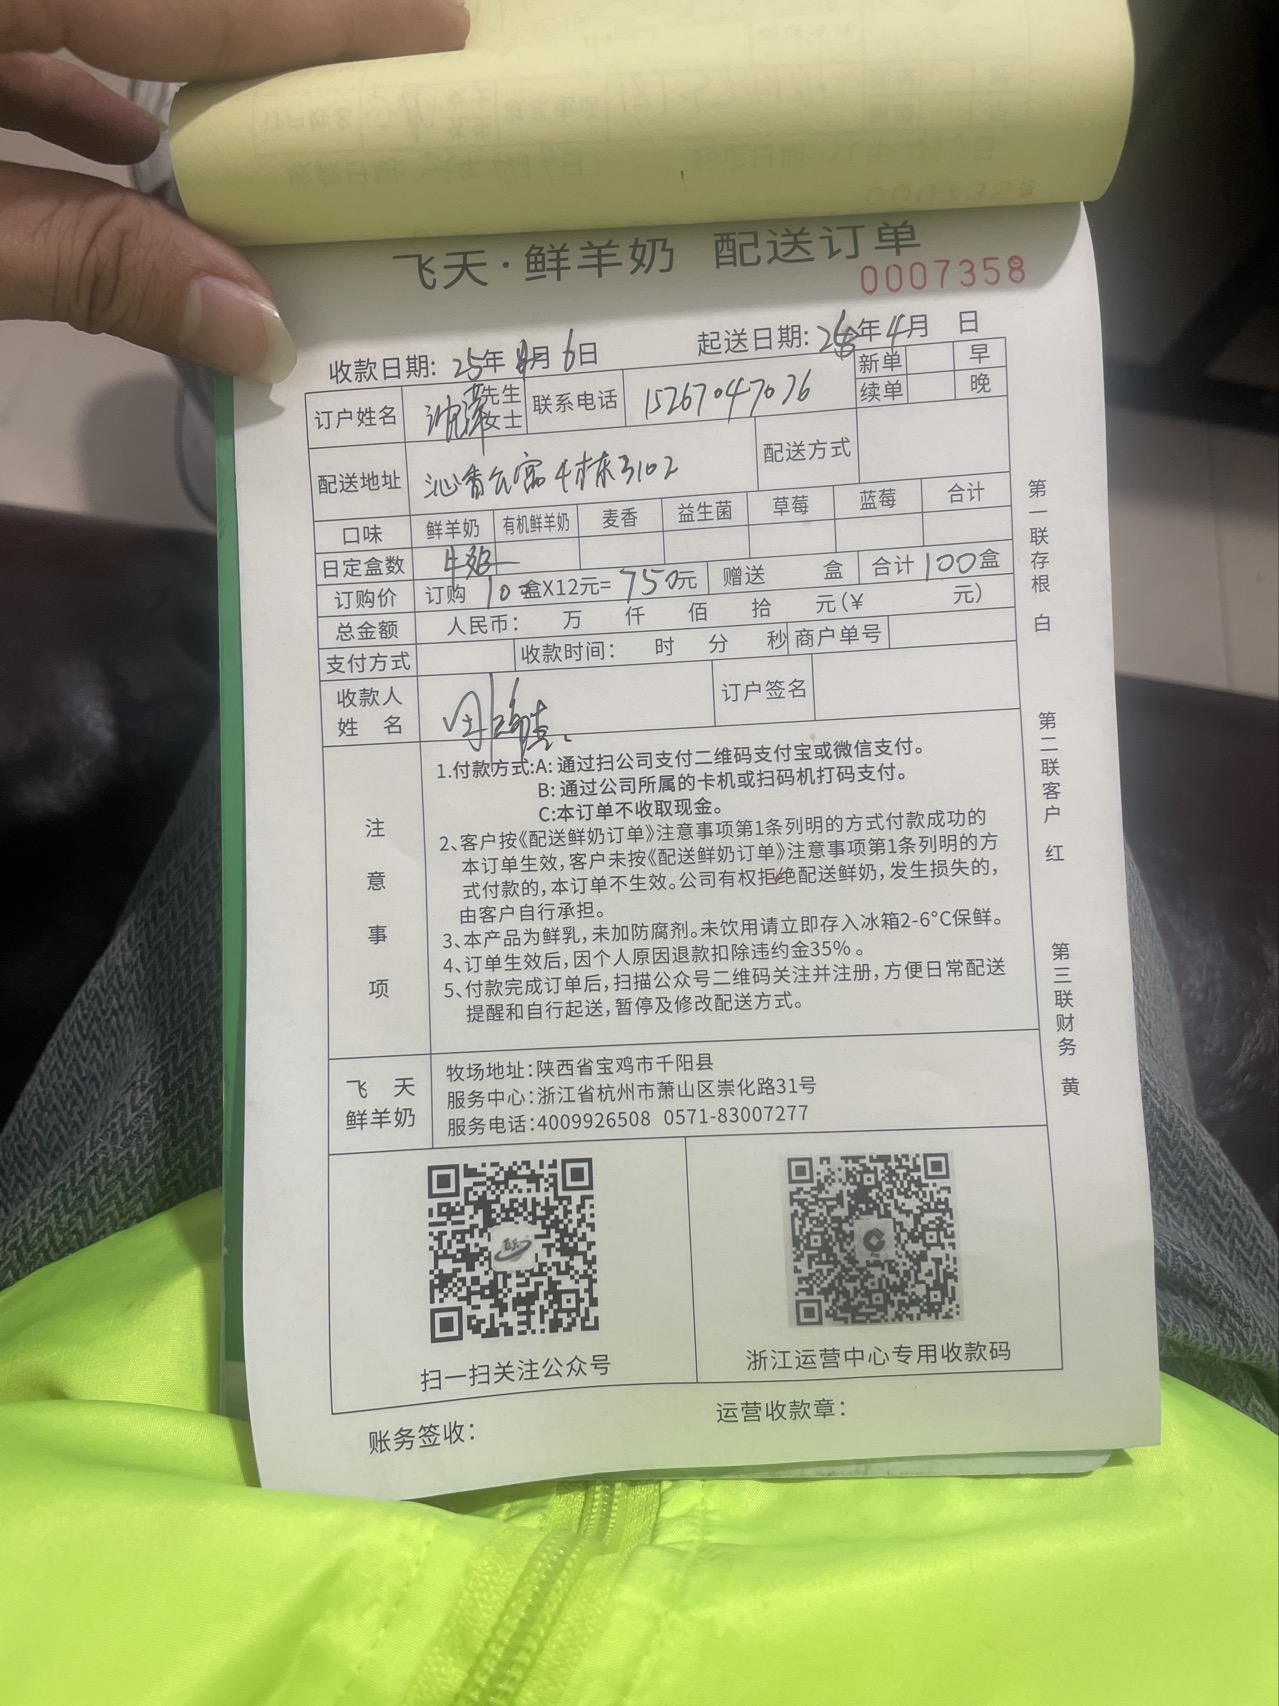 飞天·鲜羊奶 配送订单
0007358
收款日期: 25年 月 6日 起送日期: 26年 4月 日
订户姓名 先生 女士 联系电话 15267047076 新单 早
续单 晚
配送地址 沁香公寓4栋3102 配送方式
口味 鲜羊奶 有机鲜羊奶 麦香 益生菌 草莓 蓝莓 合计
日定盒数 牛奶
订购价 订购 100盒X12元= 750元 赠送 盒 合计 100盒
总金额 人民币: 万 仟 佰 拾 元(¥ 元)
支付方式 收款时间: 时 分 秒 商户单号
收款人姓 名 订户签名
注意事项
1.付款方式:A: 通过扫公司支付二维码支付宝或微信支付。
B: 通过公司所属的卡机或扫码机打码支付。
C:本订单不收取现金。
2、客户按《配送鲜奶订单》注意事项第1条列明的方式付款成功的
本订单生效,客户未按《配送鲜奶订单》注意事项第1条列明的方
式付款的,本订单不生效。公司有权拒绝配送鲜奶,发生损失的,
由客户自行承担。
3、本产品为鲜乳,未加防腐剂。未饮用请立即存入冰箱2-6°C保鲜。
4、订单生效后,因个人原因退款扣除违约金35%。
5、付款完成订单后,扫描公众号二维码关注并注册,方便日常配送
提醒和自行起送,暂停及修改配送方式。
飞 天
鲜羊奶
牧场地址:陕西省宝鸡市千阳县
服务中心:浙江省杭州市萧山区崇化路31号
服务电话:4009926508 0571-83007277
扫一扫关注公众号 浙江运营中心专用收款码
账务签收: 运营收款章:
第一联存根 白
第二联客户 红
第三联财务 黄